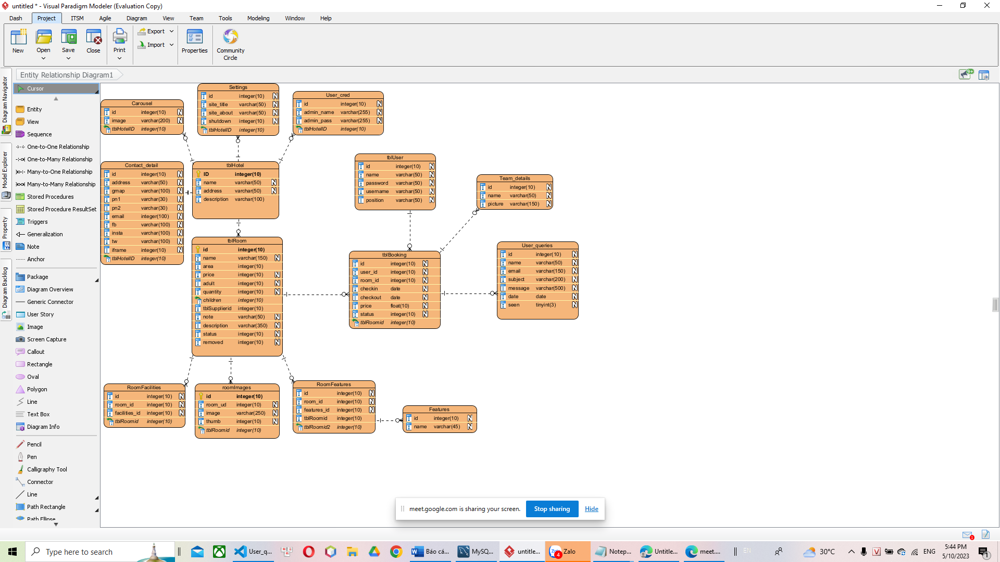 untitled * - Visual Paradigm Modeler (Evaluation Copy)
Dash Project ITSM Agile Diagram View Team Tools Modeling Window Help
New Open Save Close Print Export Import Properties Community Circle
Entity Relationship Diagram1
9+
Diagram Navigator
Model Explorer
Property
Diagram Backlog
Cursor
Entity
View
Sequence
One-to-One Relationship
One-to-Many Relationship
Many-to-One Relationship
Many-to-Many Relationship
Stored Procedures
Stored Procedure ResultSet
Triggers
Generalization
Note
Anchor
Package
Diagram Overview
Generic Connector
User Story
Image
Screen Capture
Callout
Rectangle
Oval
Polygon
Line
Text Box
Diagram Info
Pencil
Pen
Calligraphy Tool
Connector
Line
Path Rectangle
Path Ellipse
Carousel
id integer(10) N
image varchar(200) N
tblHotelID integer(10)
Settings
id integer(10) N
site_title varchar(50) N
site_about varchar(50) N
shutdown integer(10) N
tblHotelID integer(10)
User_cred
id integer(10) N
admin_name varchar(255) N
admin_pass varchar(255) N
tblHotelID integer(10)
Contact_detail
id integer(10) N
address varchar(50) N
gmap varchar(100) N
pn1 varchar(30) N
pn2 varchar(30) N
email integer(100) N
fb varchar(100) N
insta varchar(100) N
tw varchar(100) N
iframe integer(10) N
tblHotelID integer(10)
tblHotel
ID integer(10)
name varchar(50) N
address varchar(50) N
description varchar(100)
tblUser
id integer(10) N
name varchar(50) N
password varchar(50) N
username varchar(50) N
position varchar(50) N
Team_details
id integer(10) N
name varchar(50) N
picture varchar(150) N
tblRoom
id integer(10)
name varchar(150) N
area integer(10)
price integer(10) N
adult integer(10) N
quantity integer(10) N
children integer(10)
tblSupplierid integer(10)
note varchar(50) N
description varchar(350) N
status integer(10) N
removed integer(10) N
tblBooking
id integer(10) N
user_id integer(10) N
room_id integer(10) N
checkin date N
checkout date N
price float(10) N
status integer(10) N
tblRoomid integer(10)
User_queries
id integer(10) N
name varchar(50) N
email varchar(150) N
subject varchar(200) N
message varchar(500) N
date date N
seen tinyint(3) N
RoomFacilities
id integer(10) N
room_id integer(10) N
facilities_id integer(10) N
tblRoomid integer(10)
roomImages
id integer(10)
room_ud integer(10) N
image varchar(250) N
thumb integer(10) N
tblRoomid integer(10)
RoomFeatures
id integer(10) N
room_id integer(10) N
features_id integer(10) N
tblRoomid integer(10)
tblRoomid2 integer(10)
Features
id integer(10) N
name varchar(45) N
meet.google.com is sharing your screen. Stop sharing Hide
1
Type here to search
User_q...
Báo cá...
MySQ...
untitle...
4
Zalo
Notep...
Untitle...
meet....
EN
30°C
V
ENG
5:44 PM
5/10/2023
1